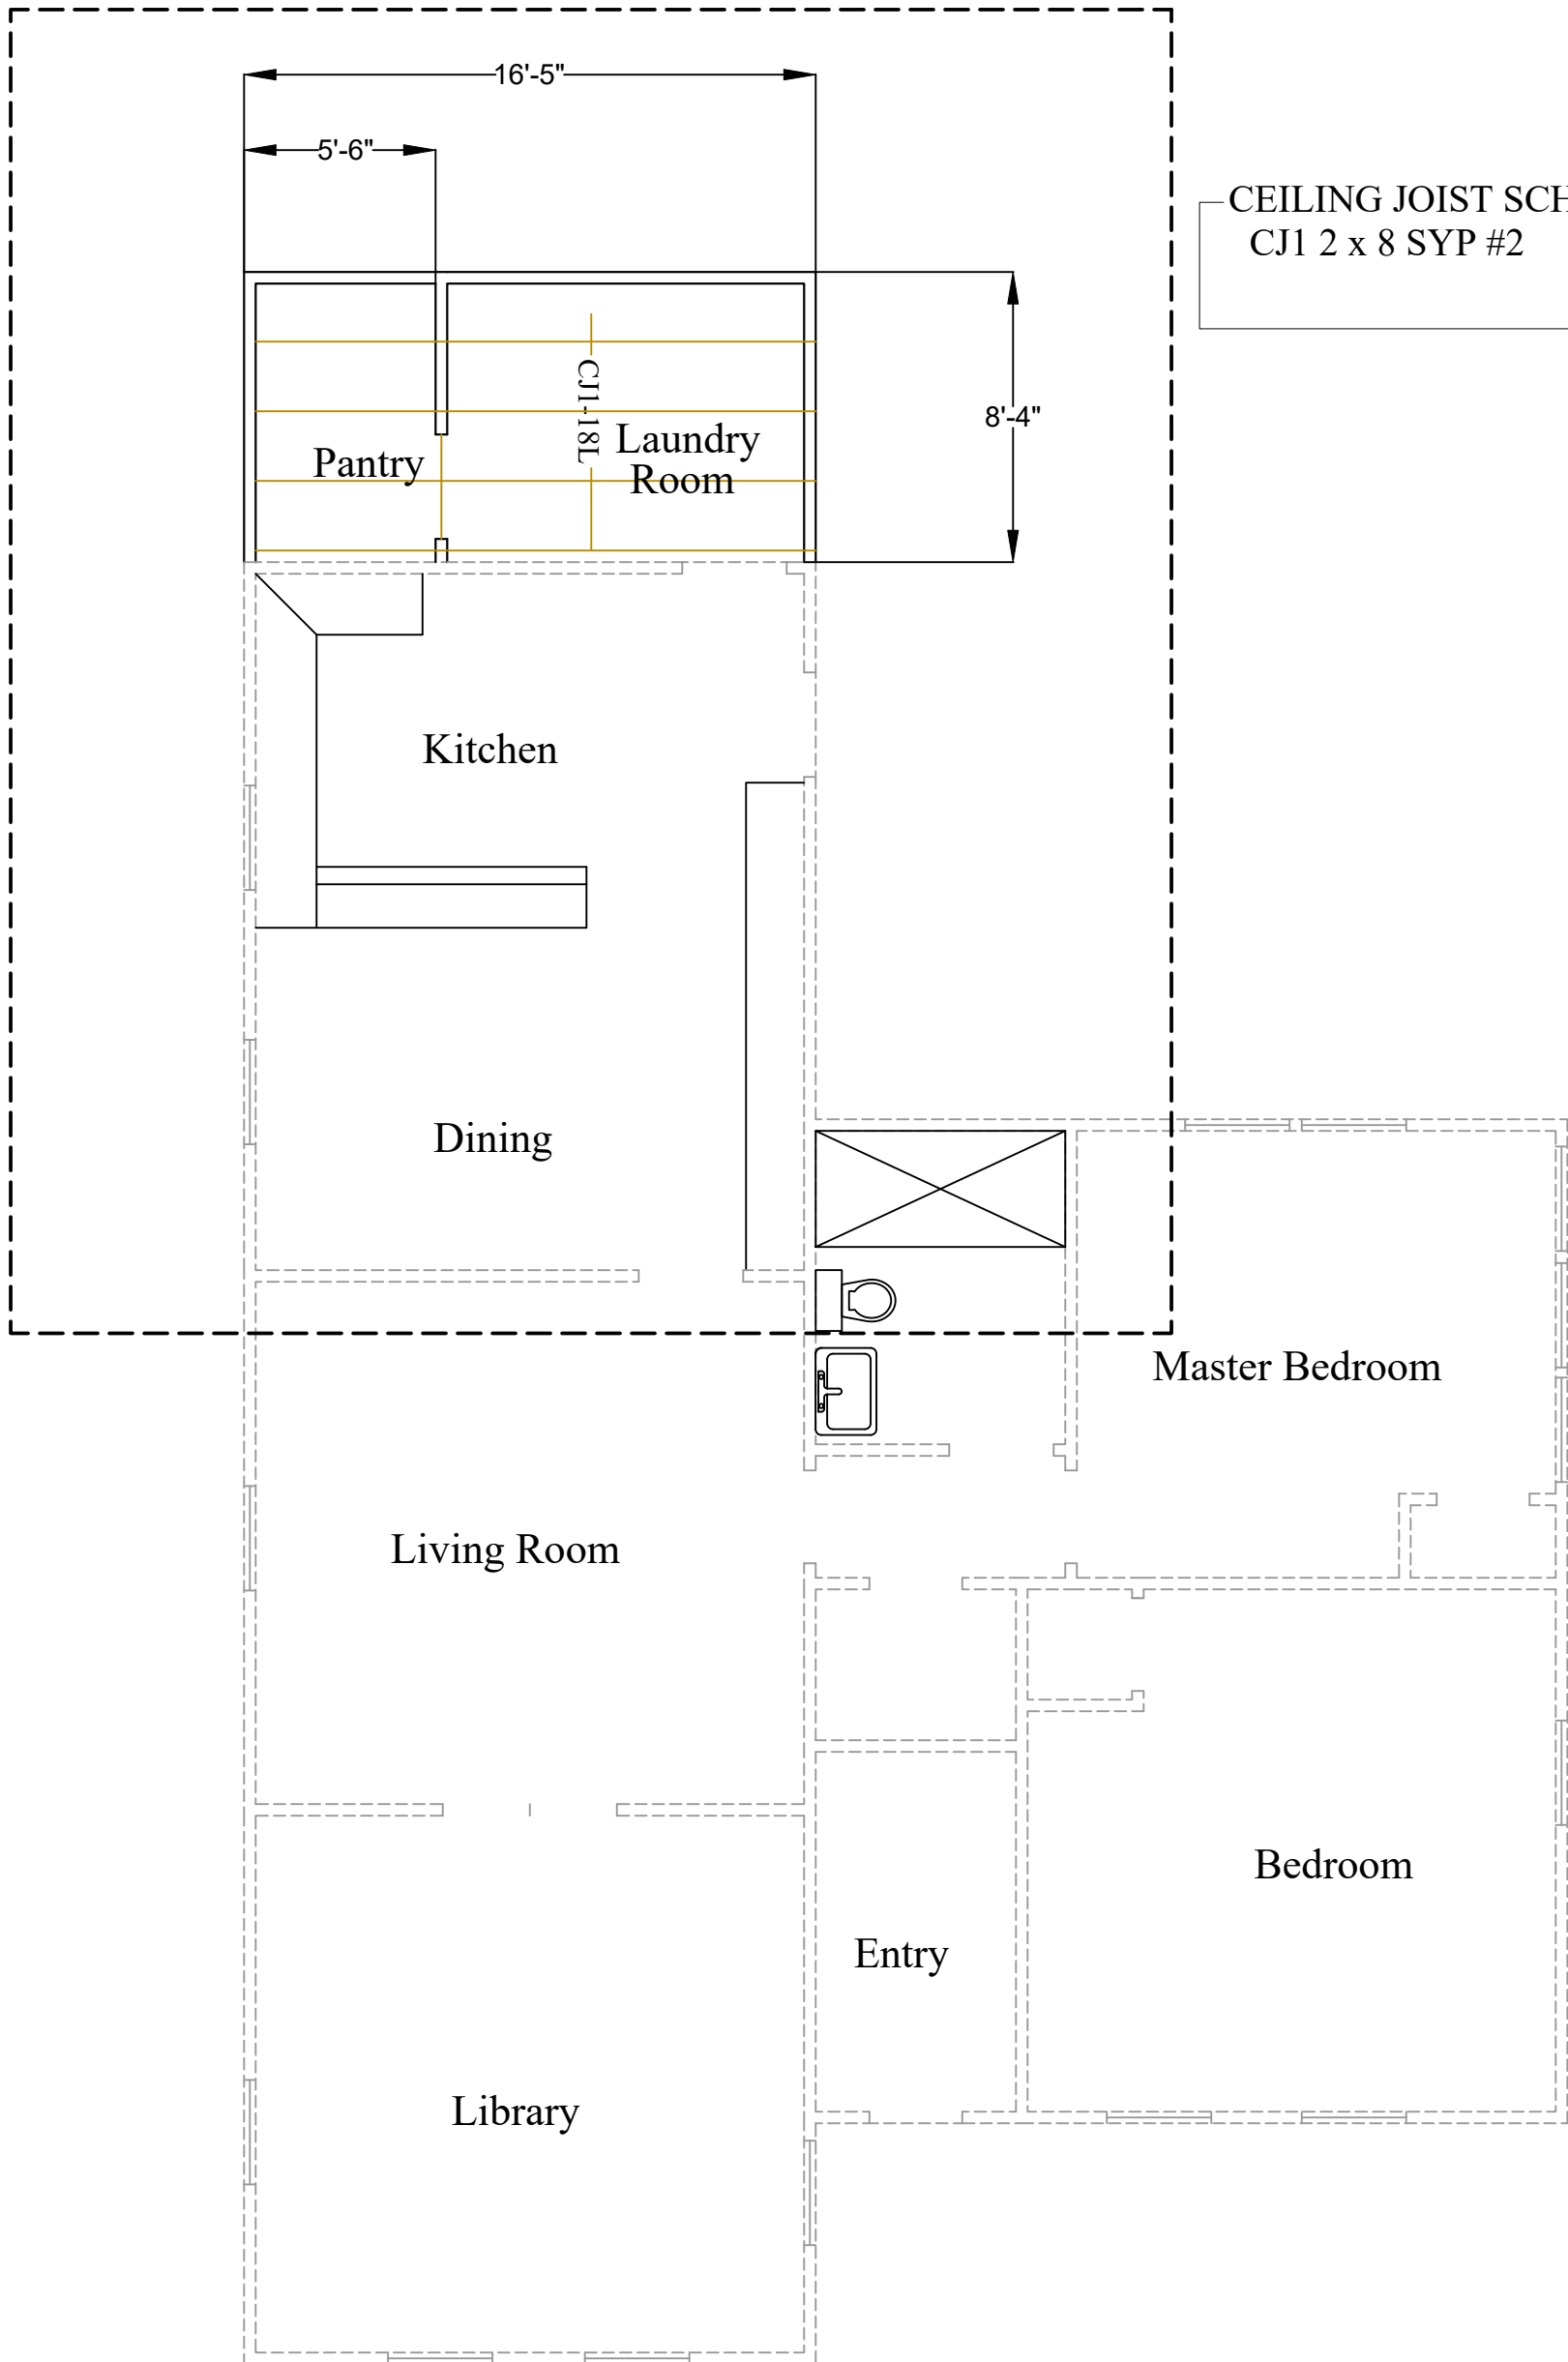 16'-5"
5'-6"
CEILING JOIST SCH
CJ1 2 x 8 SYP #2
CJ1-18L
8'-4"
Pantry
Laundry
Room
Kitchen
Dining
Master Bedroom
Living Room
Bedroom
Entry
Library